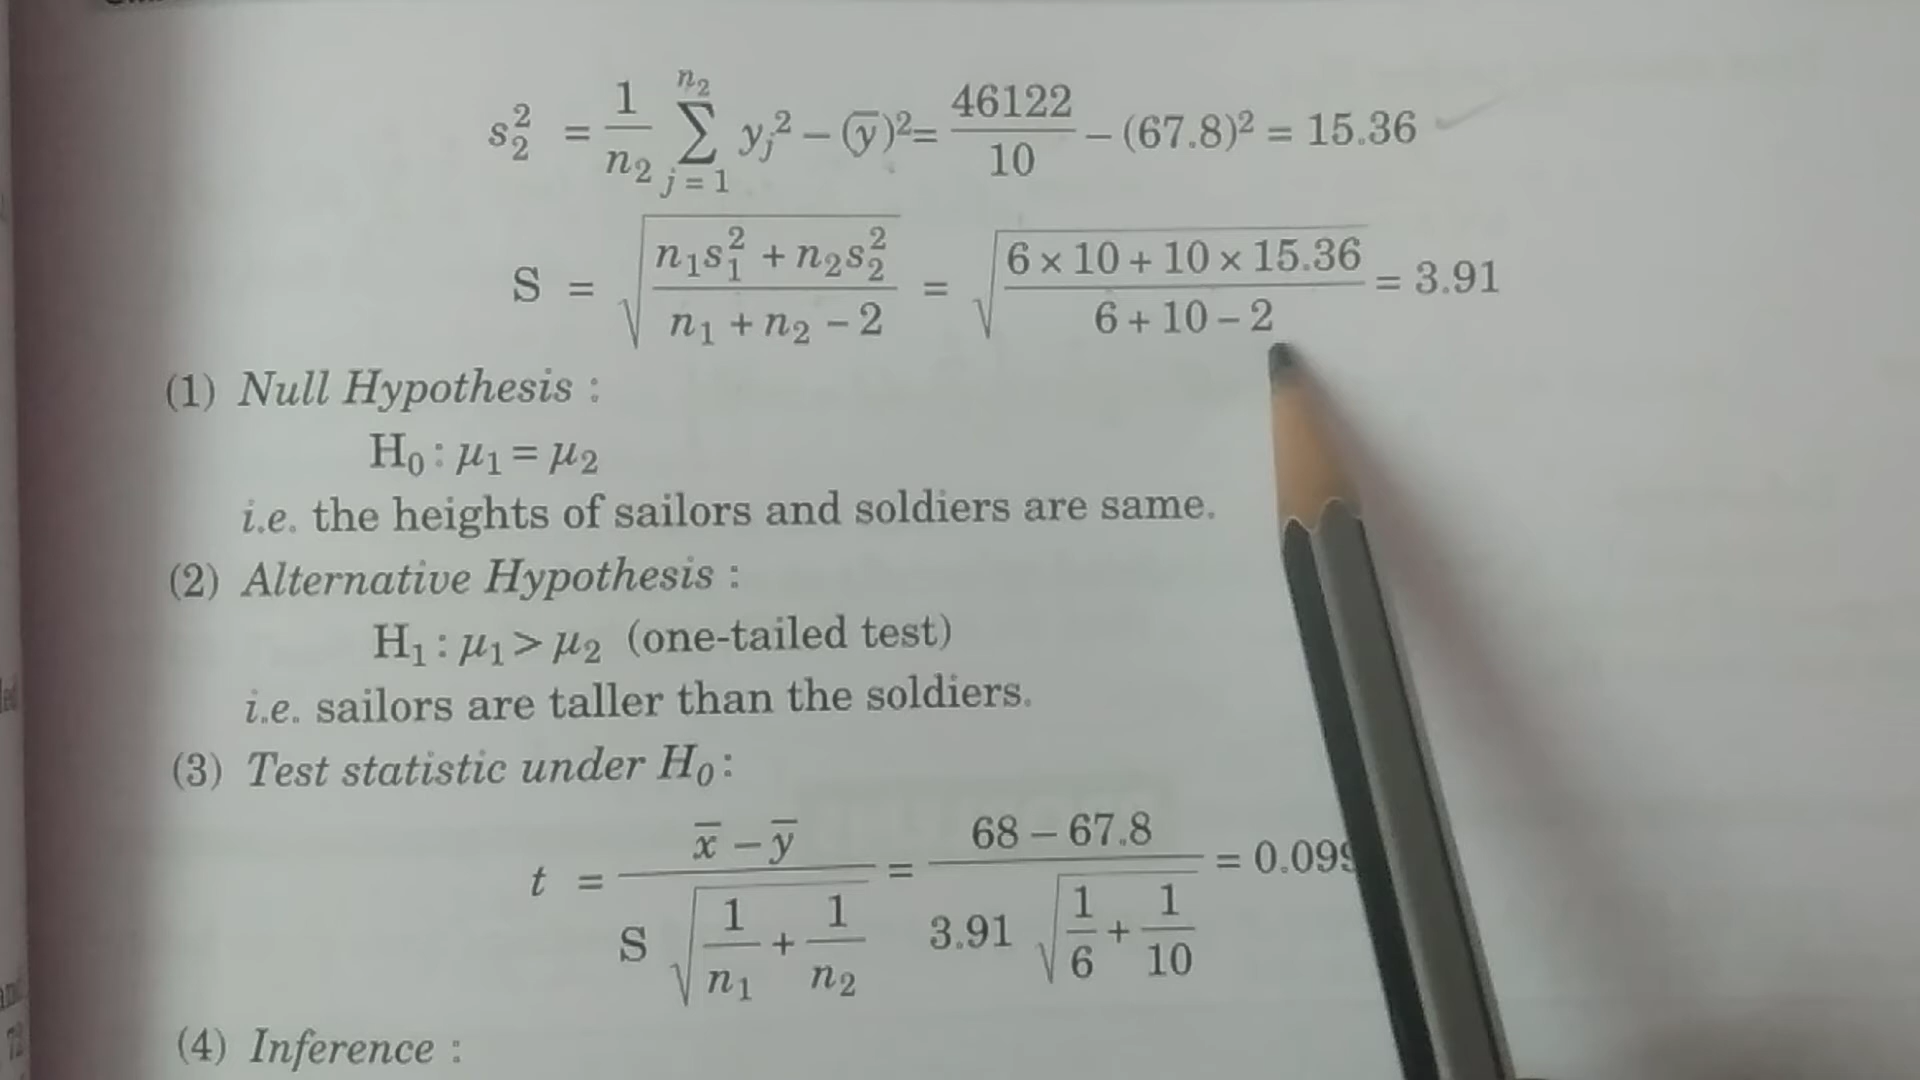 s₂² = 1/n₂ ∑_{j = 1}^{n₂} yⱼ² – (y̅)² = 46122/10 – (67.8)² = 15.36
S = √((n₁s₁² + n₂s₂²)/(n₁ + n₂ – 2)) = √((6 × 10 + 10 × 15.36)/(6 + 10 – 2)) = 3.91
(1) Null Hypothesis :
H₀ : μ₁ = μ₂
i.e. the heights of sailors and soldiers are same.
(2) Alternative Hypothesis :
H₁ : μ₁ > μ₂ (one-tailed test)
i.e. sailors are taller than the soldiers.
(3) Test statistic under H₀ :
t = (x̅ – y̅)/(S √(1/n₁ + 1/n₂)) = (68 – 67.8)/(3.91 √(1/6 + 1/10)) = 0.099
(4) Inference :